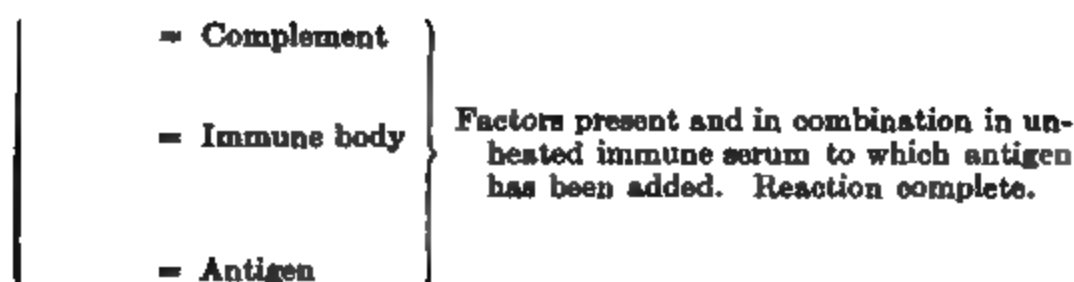 = Complement
= Immune body
Factors present and in combination in un-
heated immune serum to which antigen
has been added. Reaction complete.
= Antigen